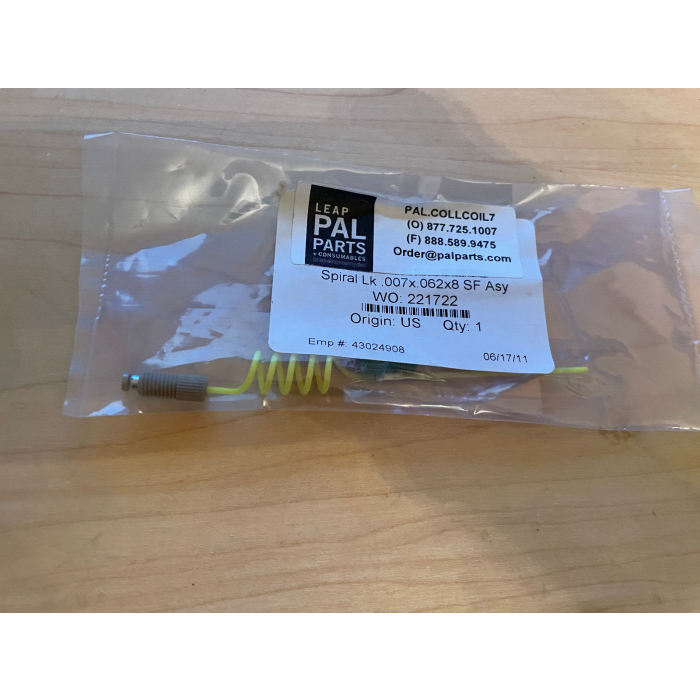 LEAP
PAL
PARTS
+ CONSUMABLES
PAL.COLLCOIL7
(O) 877.725.1007
(F) 888.589.9475
Order@palparts.com
Spiral Lk .007x.062x8 SF Asy
WO: 221722
Origin: US Qty: 1
Emp #: 43024908
06/17/11